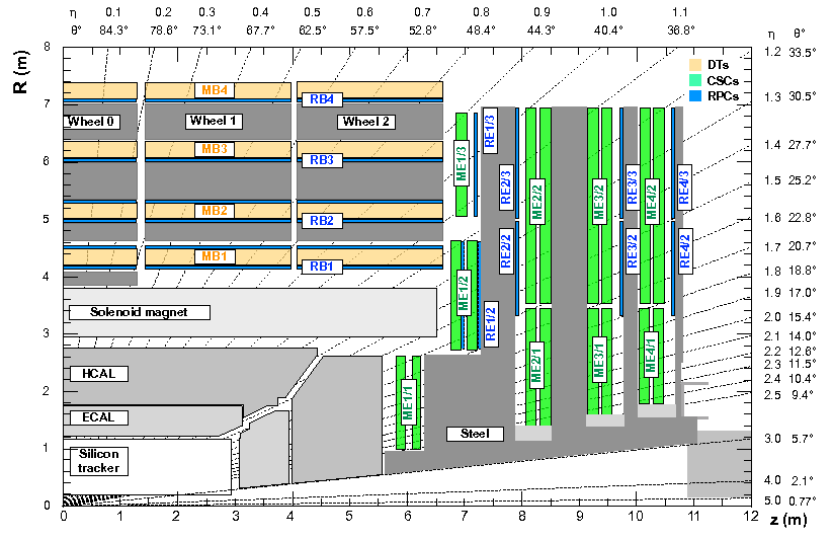 η 0.1 0.2 0.3 0.4 0.5 0.6 0.7 0.8 0.9 1.0 1.1
θ° 84.3° 78.6° 73.1° 67.7° 62.5° 57.5° 52.8° 48.4° 44.3° 40.4° 36.8° η θ°
R (m)
8
7
6
5
4
3
2
1
0
1.2 33.5°
1.3 30.5°
1.4 27.7°
1.5 25.2°
1.6 22.8°
1.7 20.7°
1.8 18.8°
1.9 17.0°
2.0 15.4°
2.1 14.0°
2.2 12.6°
2.3 11.5°
2.4 10.4°
2.5 9.4°
3.0 5.7°
4.0 2.1°
5.0 0.77°
DTs
CSCs
RPCs
MB4
RB4
Wheel 0 Wheel 1 Wheel 2
MB3
RB3
MB2
RB2
MB1
RB1
Solenoid magnet
HCAL
ECAL
Silicon
tracker
Steel
ME1/3
RE1/3
ME1/2
RE1/2
ME1/1
RE2/3
RE2/2
ME2/2
ME2/1
ME3/2
ME3/1
RE3/3
RE3/2
ME4/2
ME4/1
RE4/3
RE4/2
0 1 2 3 4 5 6 7 8 9 10 11 12
z (m)